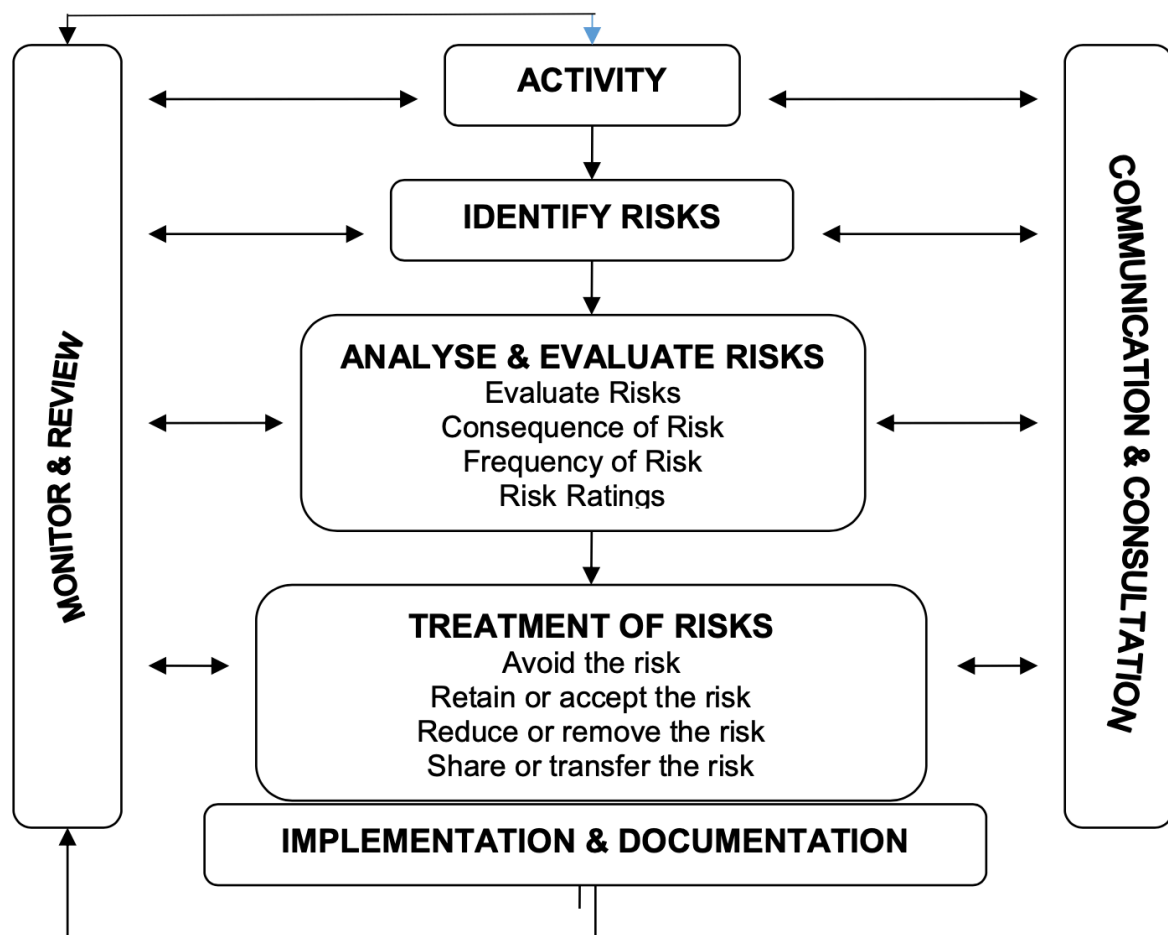 ACTIVITY
IDENTIFY RISKS
ANALYSE & EVALUATE RISKS
Evaluate Risks
Consequence of Risk
Frequency of Risk
Risk Ratings
TREATMENT OF RISKS
Avoid the risk
Retain or accept the risk
Reduce or remove the risk
Share or transfer the risk
IMPLEMENTATION & DOCUMENTATION
MONITOR & REVIEW
COMMUNICATION & CONSULTATION